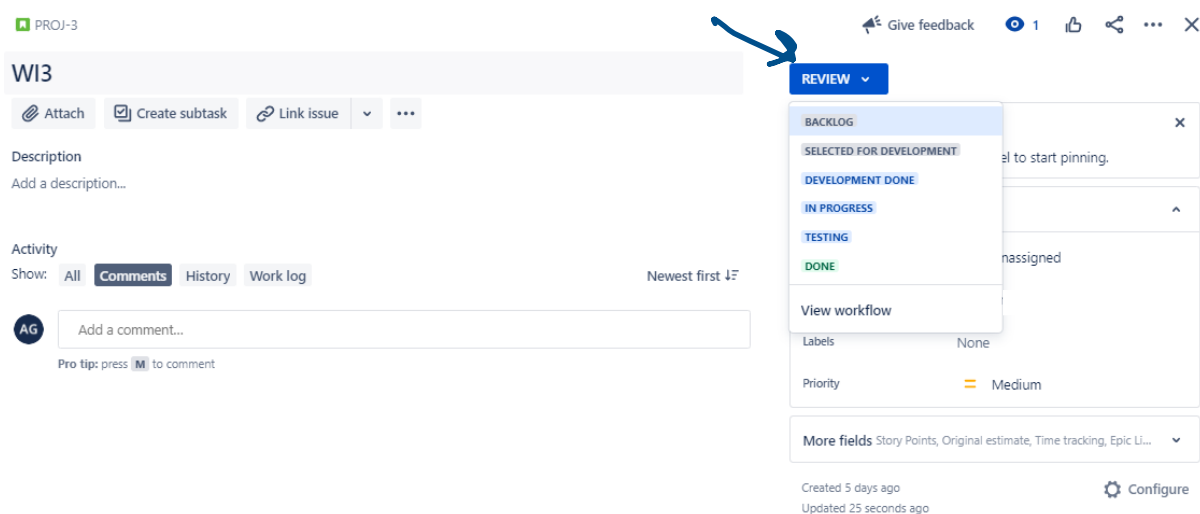 PROJ-3
Give feedback
1
WI3
REVIEW
Attach
Create subtask
Link issue
BACKLOG
SELECTED FOR DEVELOPMENT
DEVELOPMENT DONE
IN PROGRESS
TESTING
DONE
View workflow
to start pinning.
Description
Add a description...
Activity
Show:
All
Comments
History
Work log
Newest first
AG
Add a comment...
Pro tip: press M to comment
Labels
None
Priority
Medium
More fields Story Points, Original estimate, Time tracking, Epic Li...
Created 5 days ago
Updated 25 seconds ago
Configure